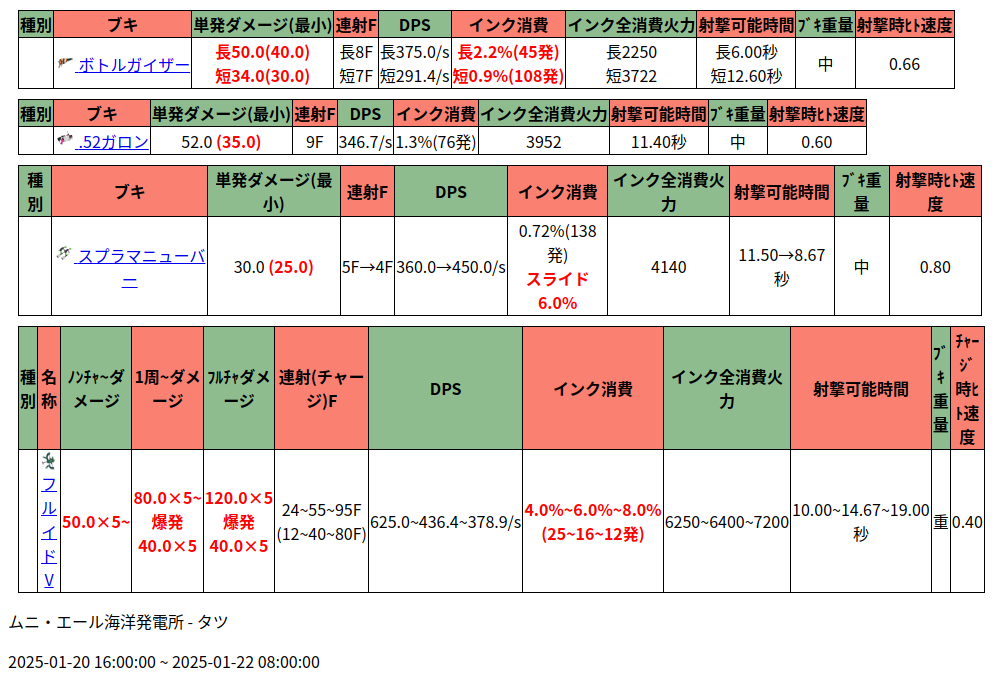 種別 ブキ 単発ダメージ(最小) 連射F DPS インク消費 インク全消費火力 射撃可能時間 ﾌﾞｷ重量 射撃時ﾋﾄ速度
ボトルガイザー 長50.0(40.0) 長8F 長375.0/s 長2.2%(45発) 長2250 長6.00秒 中 0.66
短34.0(30.0) 短7F 短291.4/s 短0.9%(108発) 短3722 短12.60秒
種別 ブキ 単発ダメージ(最小) 連射F DPS インク消費 インク全消費火力 射撃可能時間 ﾌﾞｷ重量 射撃時ﾋﾄ速度
.52ガロン 52.0 (35.0) 9F 346.7/s 1.3%(76発) 3952 11.40秒 中 0.60
種
別
ブキ
単発ダメージ(最
小)
連射F
DPS
インク消費
インク全消費火
力
射撃可能時間
ﾌﾞｷ重
量
射撃時ﾋﾄ速
度
スプラマニューバ
ー
30.0 (25.0)
5F→4F
360.0→450.0/s
0.72%(138
発)
スライド
6.0%
4140
11.50→8.67
秒
中
0.80
種
別
名
称
ﾉﾝﾁｬ~ダ
メージ
1周~ダメ
ージ
ﾌﾙﾁｬダメ
ージ
連射(チャー
ジ)F
DPS
インク消費
インク全消費火
力
射撃可能時間
ﾌﾞ
ｷ
重
量
ﾁｬｰ
ｼﾞ
時ﾋ
ﾄ速
度
フ
ル
イ
ド
V
50.0×5~
80.0×5~
爆発
40.0×5
120.0×5
爆発
40.0×5
24~55~95F
(12~40~80F)
625.0~436.4~378.9/s
4.0%~6.0%~8.0%
(25~16~12発)
6250~6400~7200
10.00~14.67~19.00
秒
重
0.40
ムニ・エール海洋発電所 - タツ
2025-01-20 16:00:00 ~ 2025-01-22 08:00:00